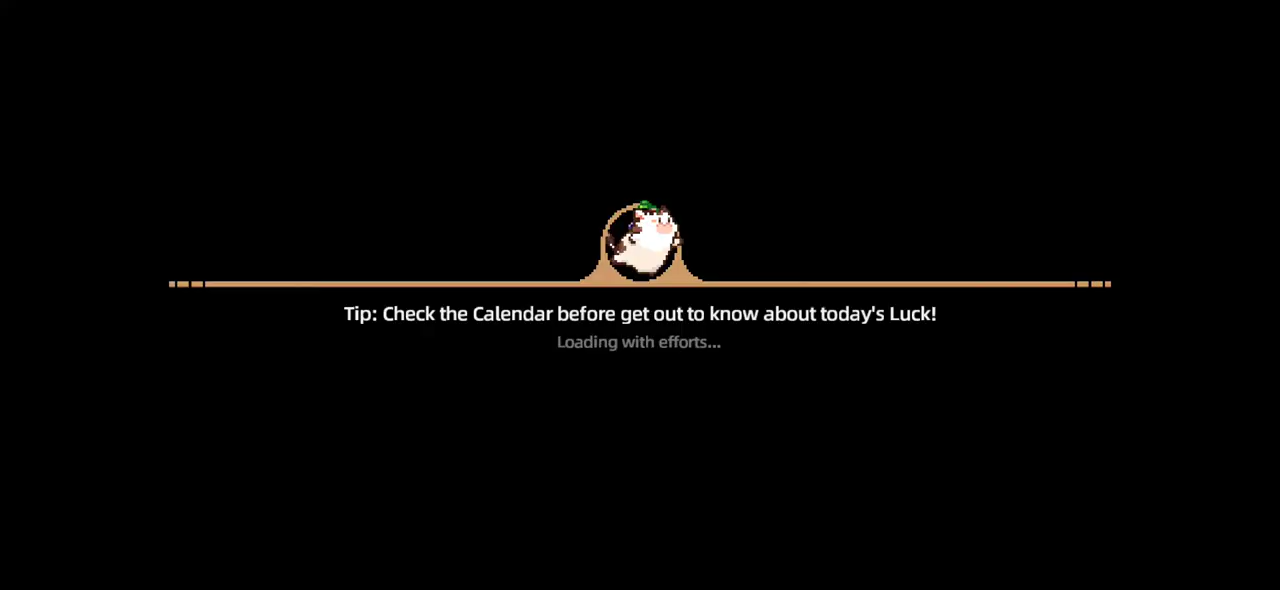 Tip: Check the Calendar before get out to know about today's Luck!
Loading with efforts...